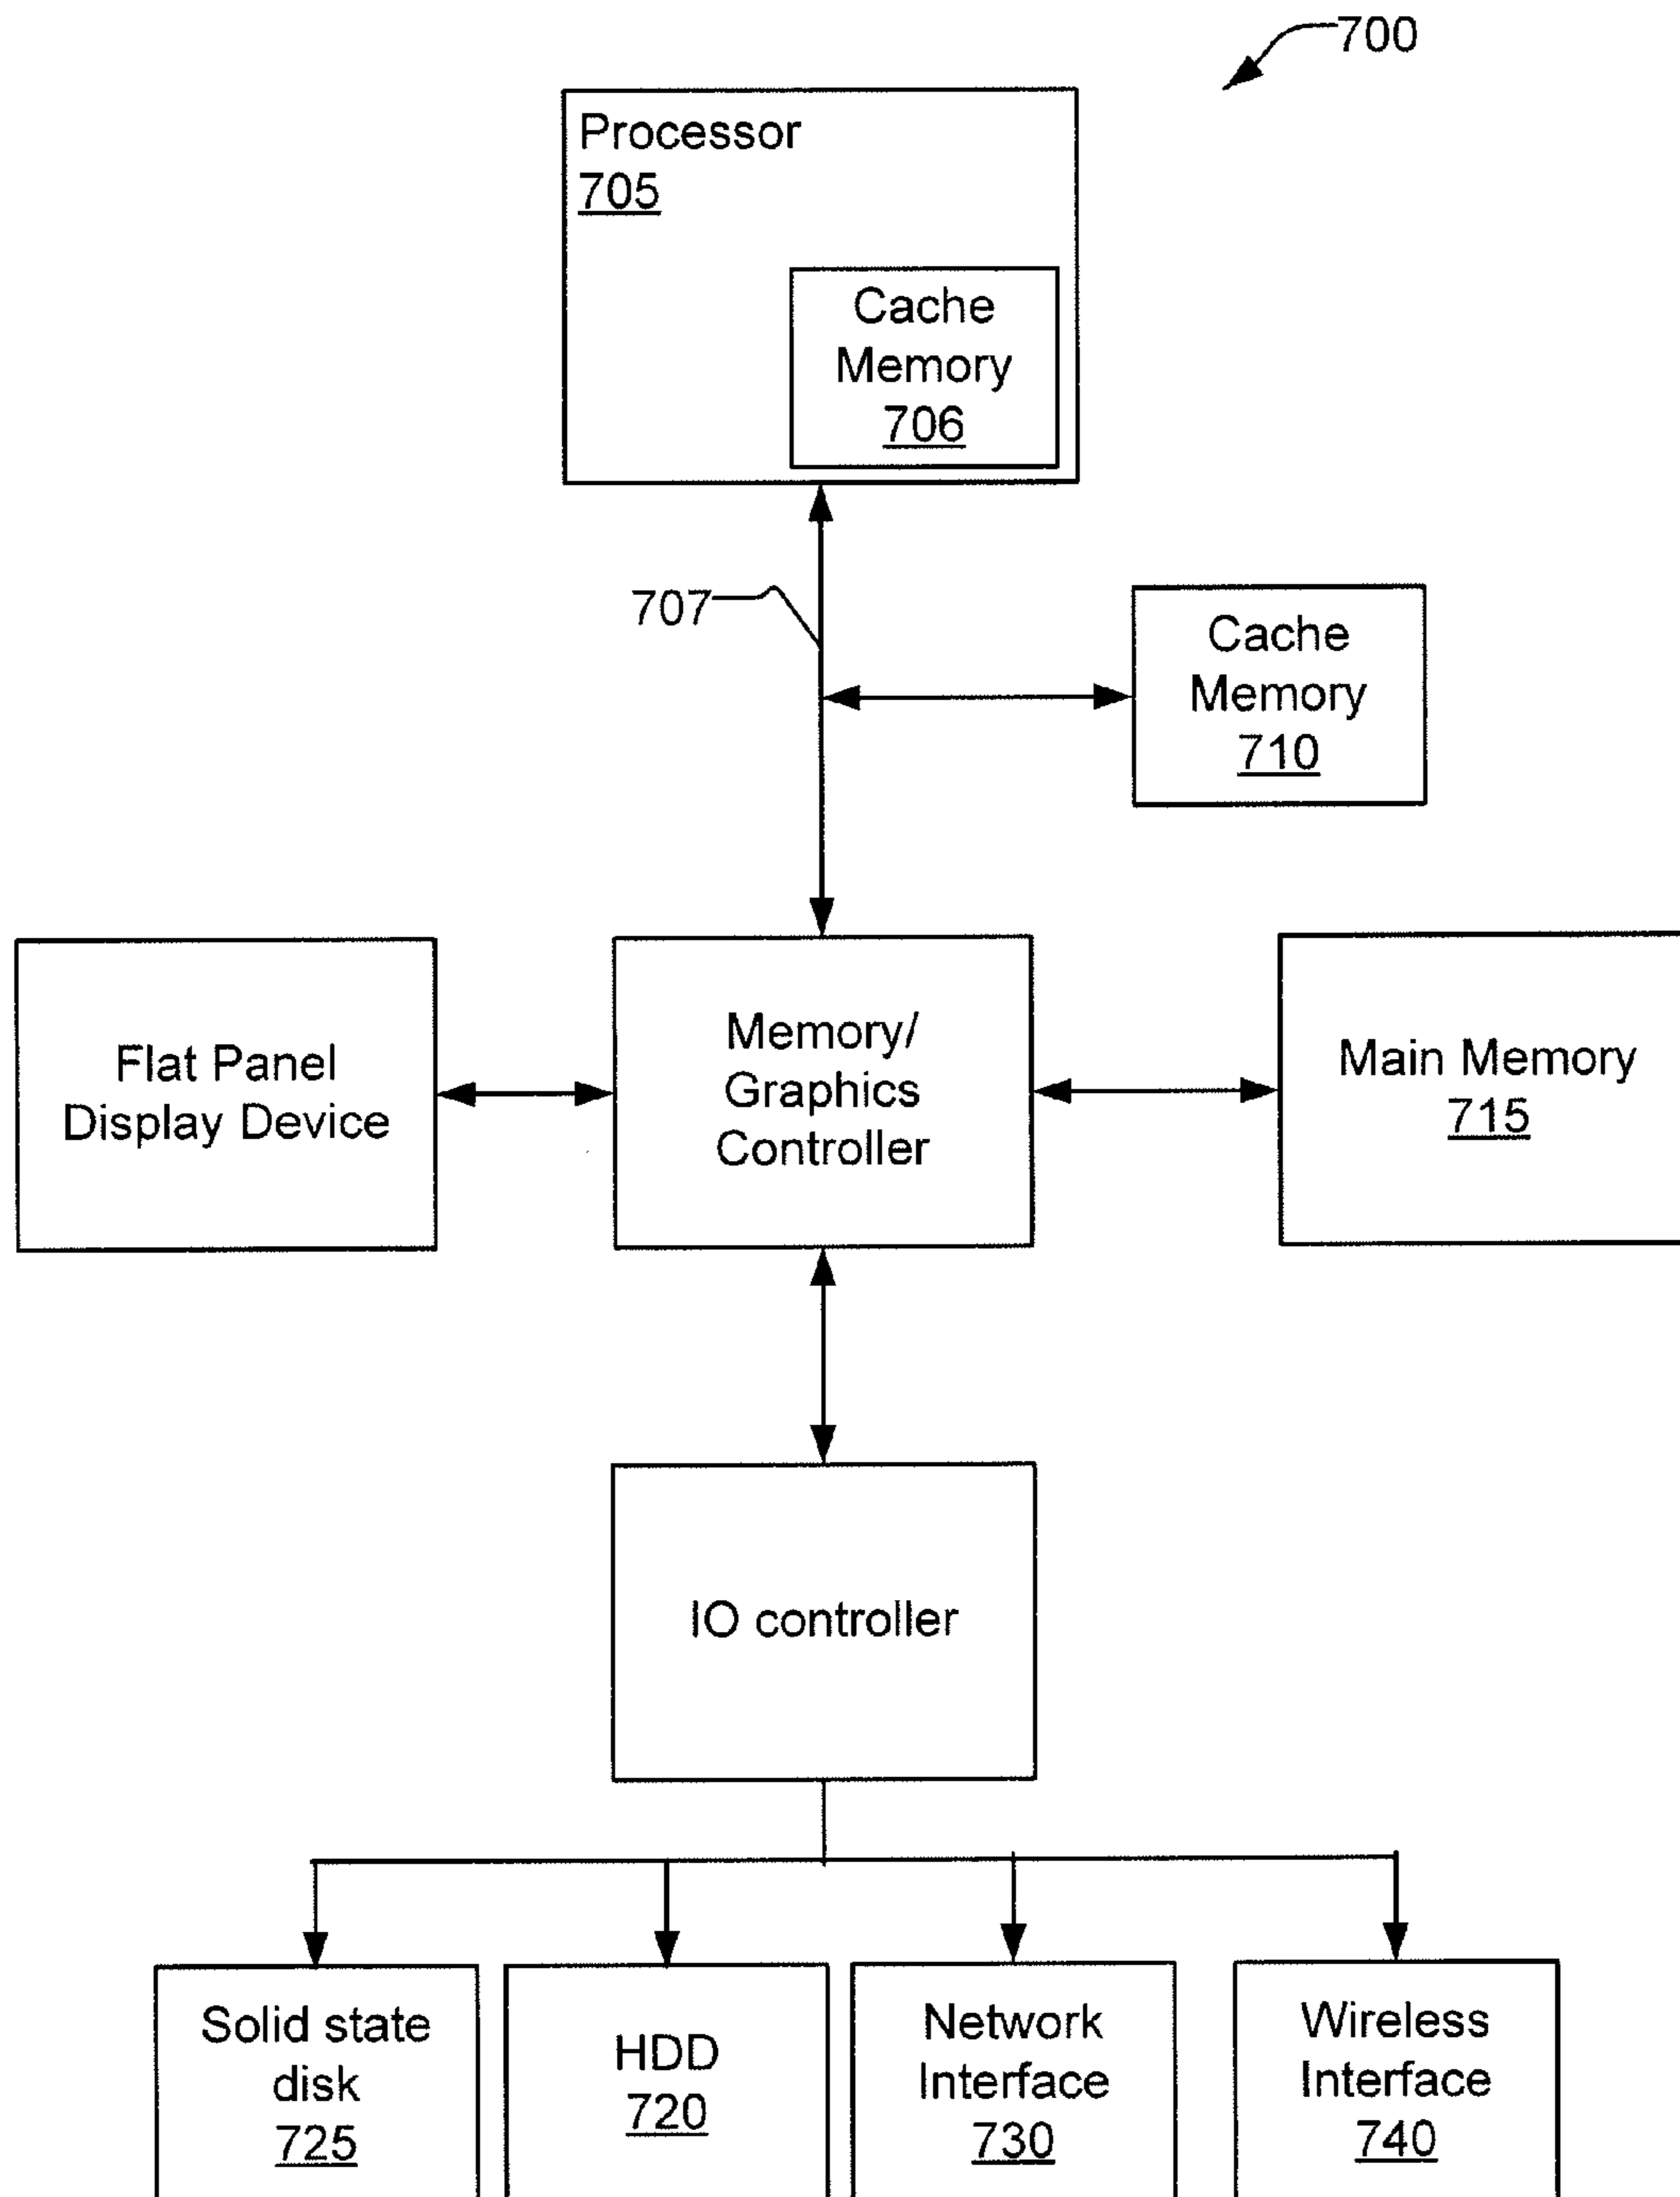 700
Processor
705
Cache
Memory
706
707
Cache
Memory
710
Flat Panel
Display Device
Memory/
Graphics
Controller
Main Memory
715
IO controller
Solid state
disk
725
HDD
720
Network
Interface
730
Wireless
Interface
740